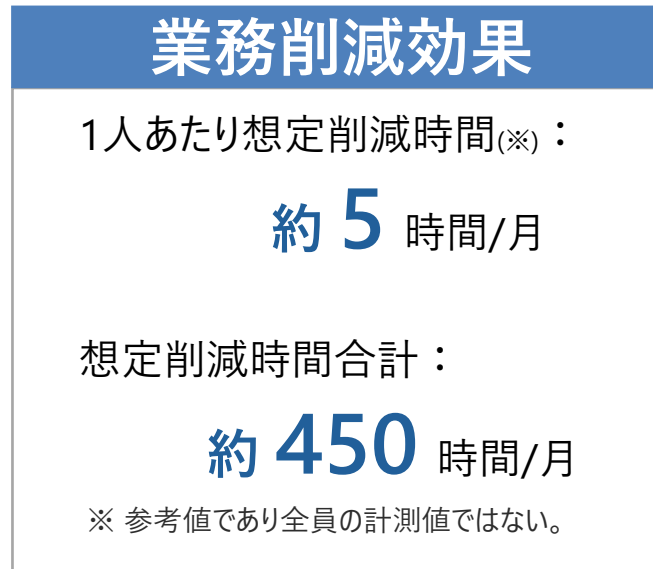 業務削減効果
1人あたり想定削減時間(※)：
約 5 時間/月
想定削減時間合計：
約 450 時間/月
※ 参考値であり全員の計測値ではない。